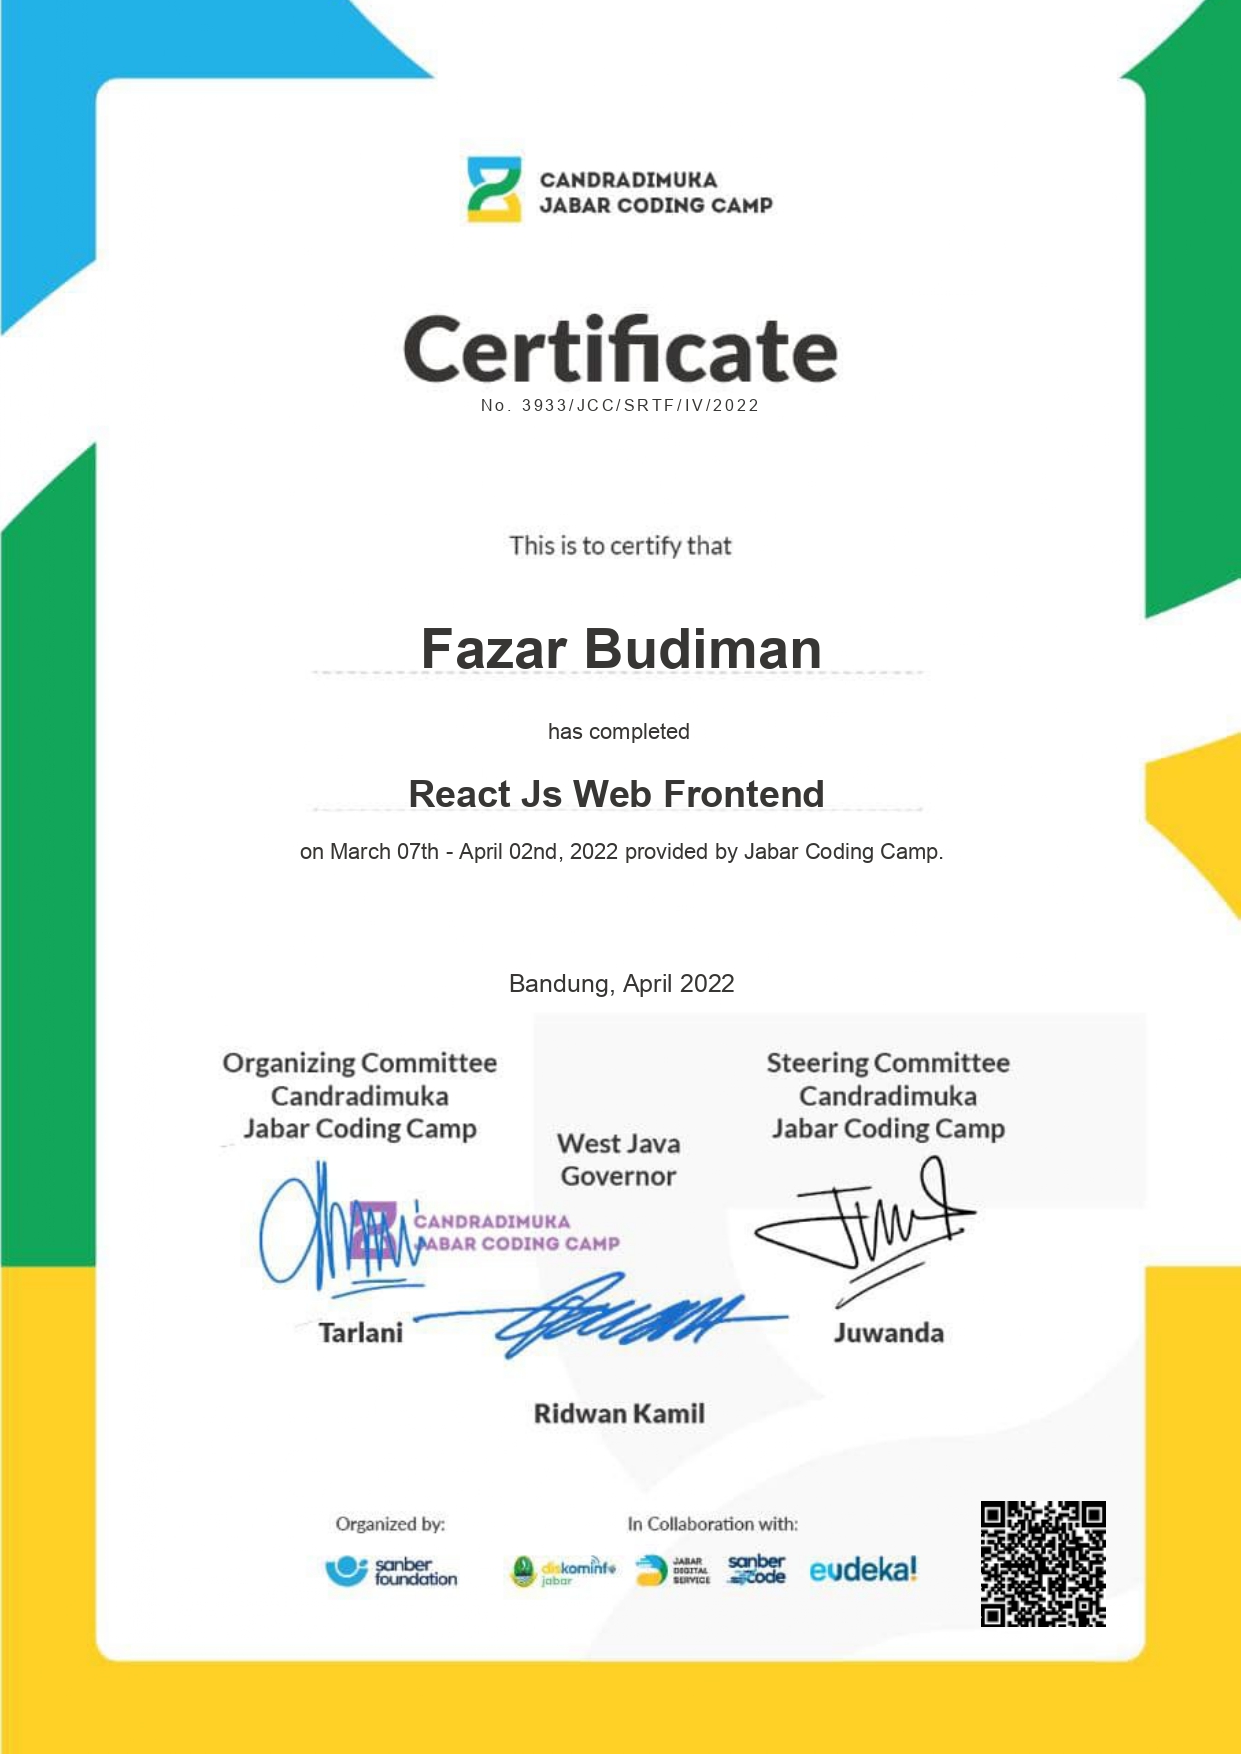 CANDRADIMUKA
JABAR CODING CAMP
Certificate
No. 3933/JCC/SRTF/IV/2022
This is to certify that
Fazar Budiman
has completed
React Js Web Frontend
on March 07th - April 02nd, 2022 provided by Jabar Coding Camp.
Bandung, April 2022
Organizing Committee
Candradimuka
Jabar Coding Camp
CANDRADIMUKA
JABAR CODING CAMP
Tarlani
West Java
Governor
Ridwan Kamil
Steering Committee
Candradimuka
Jabar Coding Camp
Juwanda
Organized by:
sanber
foundation
In Collaboration with:
diskominfo
jabar
JABAR
DIGITAL
SERVICE
sanber
code
eudeka!